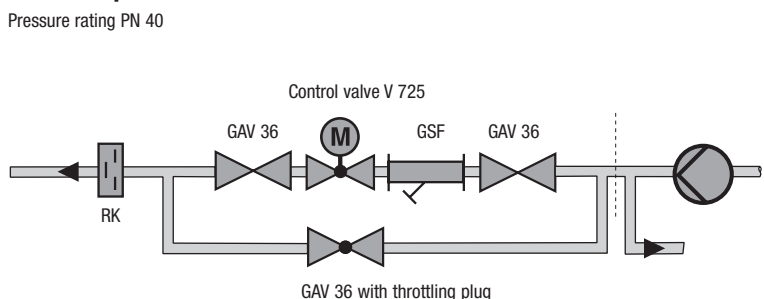 Pressure rating PN 40
Control valve V 725
GAV 36
M
GSF
GAV 36
RK
GAV 36 with throttling plug